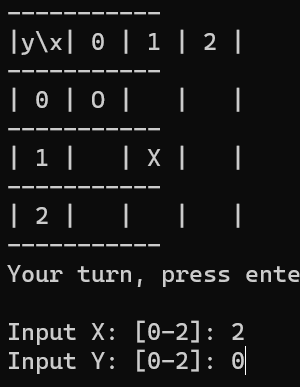 -----------
|y\x| 0 | 1 | 2 |
-----------
| 0 | O |   |   |
-----------
| 1 |   | X |   |
-----------
| 2 |   |   |   |
-----------
Your turn, press ente
Input X: [0-2]: 2
Input Y: [0-2]: 0